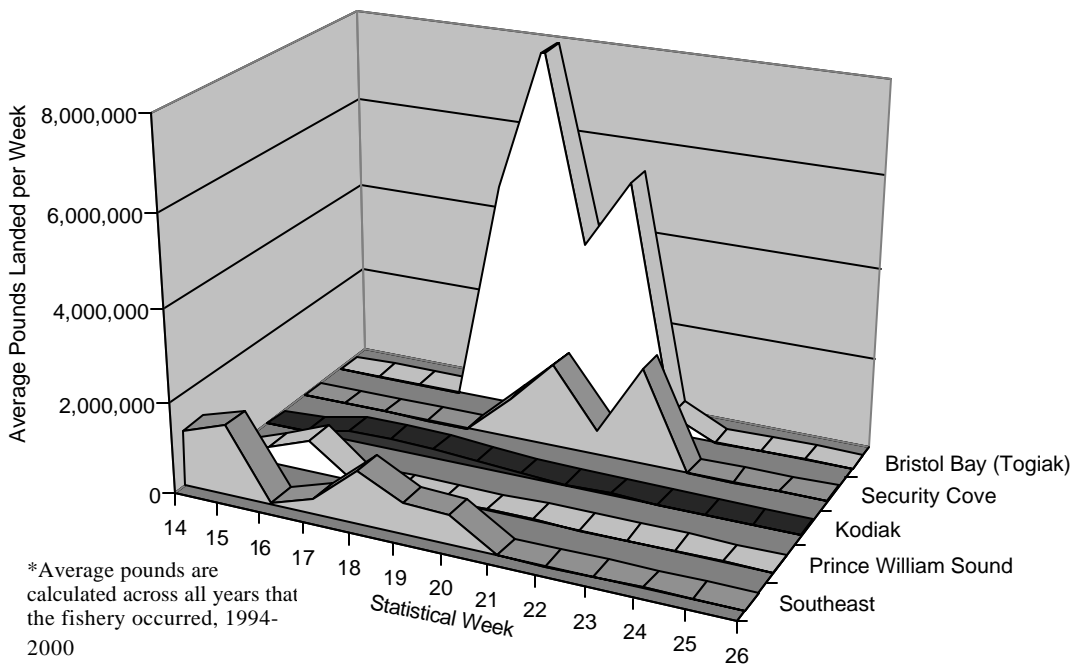 Average Pounds Landed per Week
8,000,000
6,000,000
4,000,000
2,000,000
0
14
15
16
17
18
19
20
21
22
23
24
25
26
Statistical Week
Bristol Bay (Togiak)
Security Cove
Kodiak
Prince William Sound
Southeast
*Average pounds are
calculated across all years that
the fishery occurred, 1994-
2000